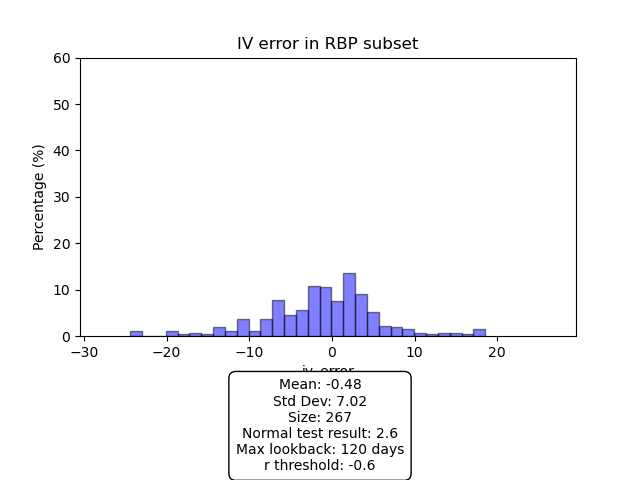 IV error in RBP subset
60
50
40
30
20
10
0
Percentage (%)
−30
−20
−10
0
10
20
iv_error
Mean: -0.48
Std Dev: 7.02
Size: 267
Normal test result: 2.6
Max lookback: 120 days
r threshold: -0.6